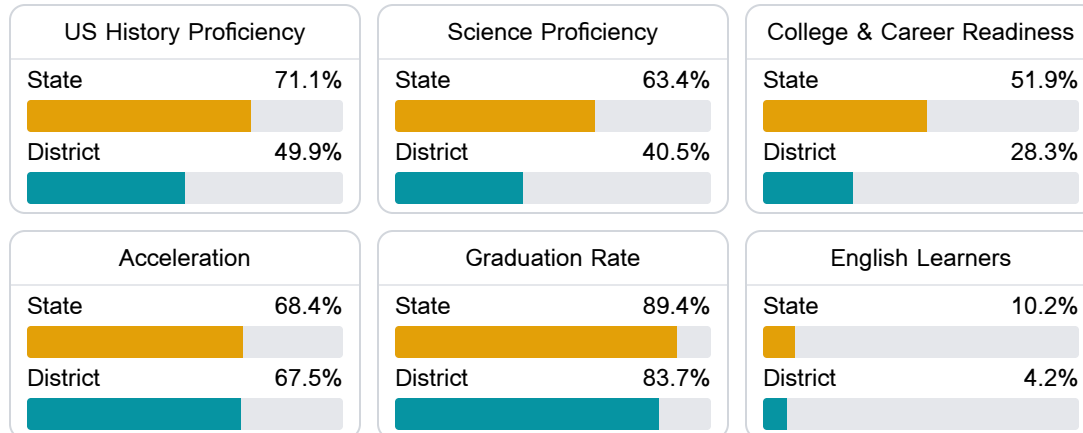 US History Proficiency
State 71.1%
District 49.9%
Science Proficiency
State 63.4%
District 40.5%
College & Career Readiness
State 51.9%
District 28.3%
Acceleration
State 68.4%
District 67.5%
Graduation Rate
State 89.4%
District 83.7%
English Learners
State 10.2%
District 4.2%